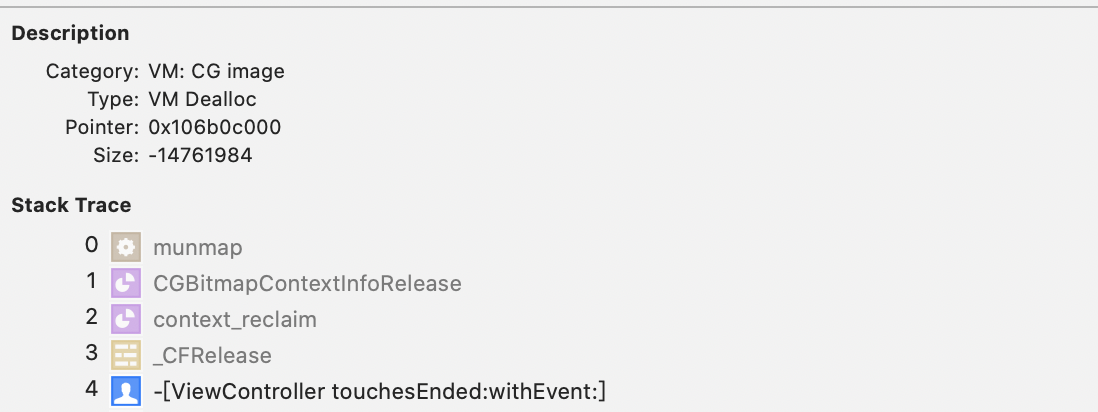 Description
Category: VM: CG image
Type: VM Dealloc
Pointer: 0x106b0c000
Size: -14761984
Stack Trace
0 munmap
1 CGBitmapContextInfoRelease
2 context_reclaim
3 _CFRelease
4 -[ViewController touchesEnded:withEvent:]